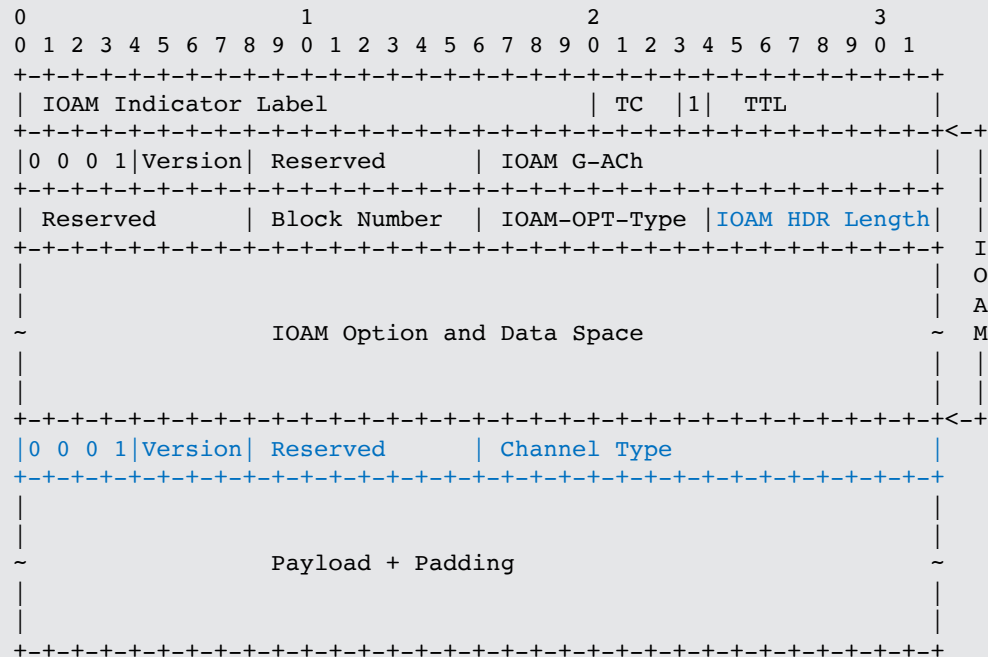 0                   1                   2                   3
0 1 2 3 4 5 6 7 8 9 0 1 2 3 4 5 6 7 8 9 0 1 2 3 4 5 6 7 8 9 0 1
+-+-+-+-+-+-+-+-+-+-+-+-+-+-+-+-+-+-+-+-+-+-+-+-+-+-+-+-+-+-+-+-+
| IOAM Indicator Label                  | TC  |1|  TTL          |
+-+-+-+-+-+-+-+-+-+-+-+-+-+-+-+-+-+-+-+-+-+-+-+-+-+-+-+-+-+-+-+-+<-+
|0 0 0 1|Version| Reserved      | IOAM G-ACh                    |  |
+-+-+-+-+-+-+-+-+-+-+-+-+-+-+-+-+-+-+-+-+-+-+-+-+-+-+-+-+-+-+-+-+  |
| Reserved      | Block Number  | IOAM-OPT-Type |IOAM HDR Length|  |
+-+-+-+-+-+-+-+-+-+-+-+-+-+-+-+-+-+-+-+-+-+-+-+-+-+-+-+-+-+-+-+-+  I
|                                                               |  O
|                                                               |  A
~                 IOAM Option and Data Space                    ~  M
|                                                               |  |
|                                                               |  |
+-+-+-+-+-+-+-+-+-+-+-+-+-+-+-+-+-+-+-+-+-+-+-+-+-+-+-+-+-+-+-+-+<-+
|0 0 0 1|Version| Reserved      | Channel Type                  |
+-+-+-+-+-+-+-+-+-+-+-+-+-+-+-+-+-+-+-+-+-+-+-+-+-+-+-+-+-+-+-+-+
|                                                               |
|                                                               |
~                 Payload + Padding                             ~
|                                                               |
|                                                               |
+-+-+-+-+-+-+-+-+-+-+-+-+-+-+-+-+-+-+-+-+-+-+-+-+-+-+-+-+-+-+-+-+